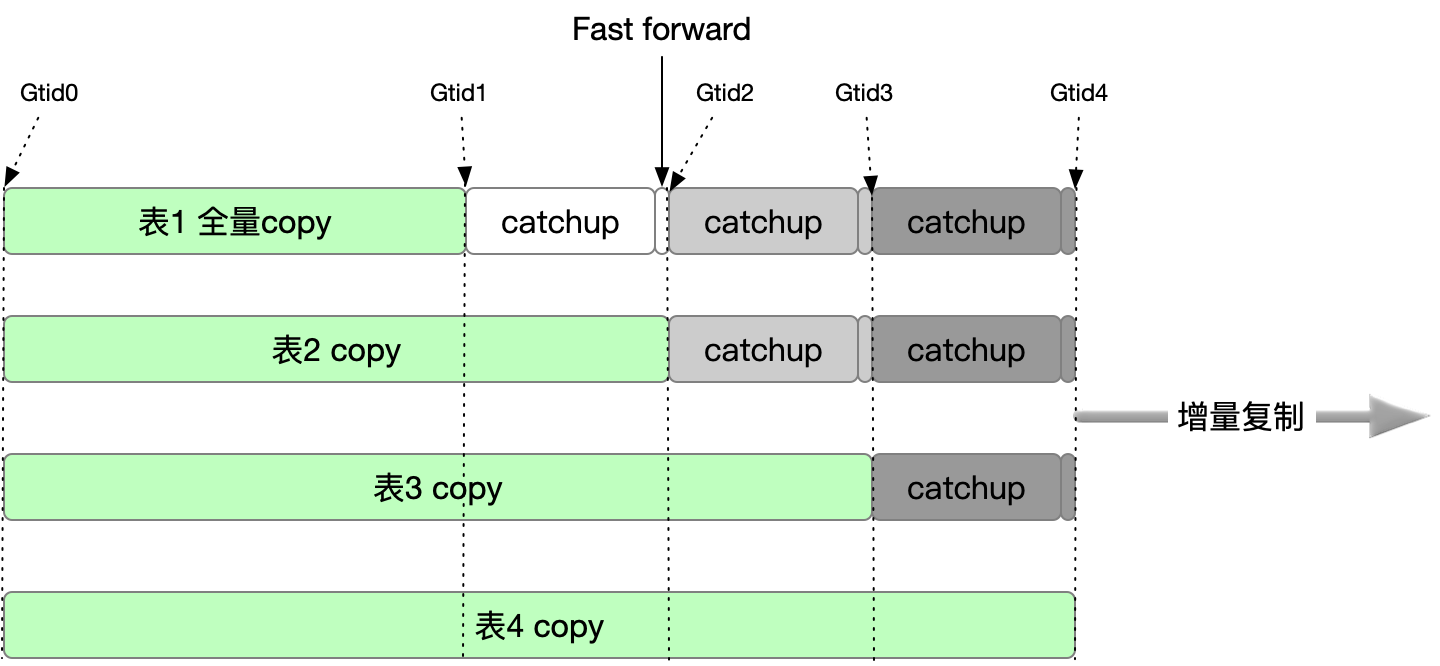 Fast forward
Gtid0
Gtid1
Gtid2
Gtid3
Gtid4
表1 全量copy
catchup
catchup
catchup
表2 copy
catchup
catchup
增量复制
表3 copy
catchup
表4 copy